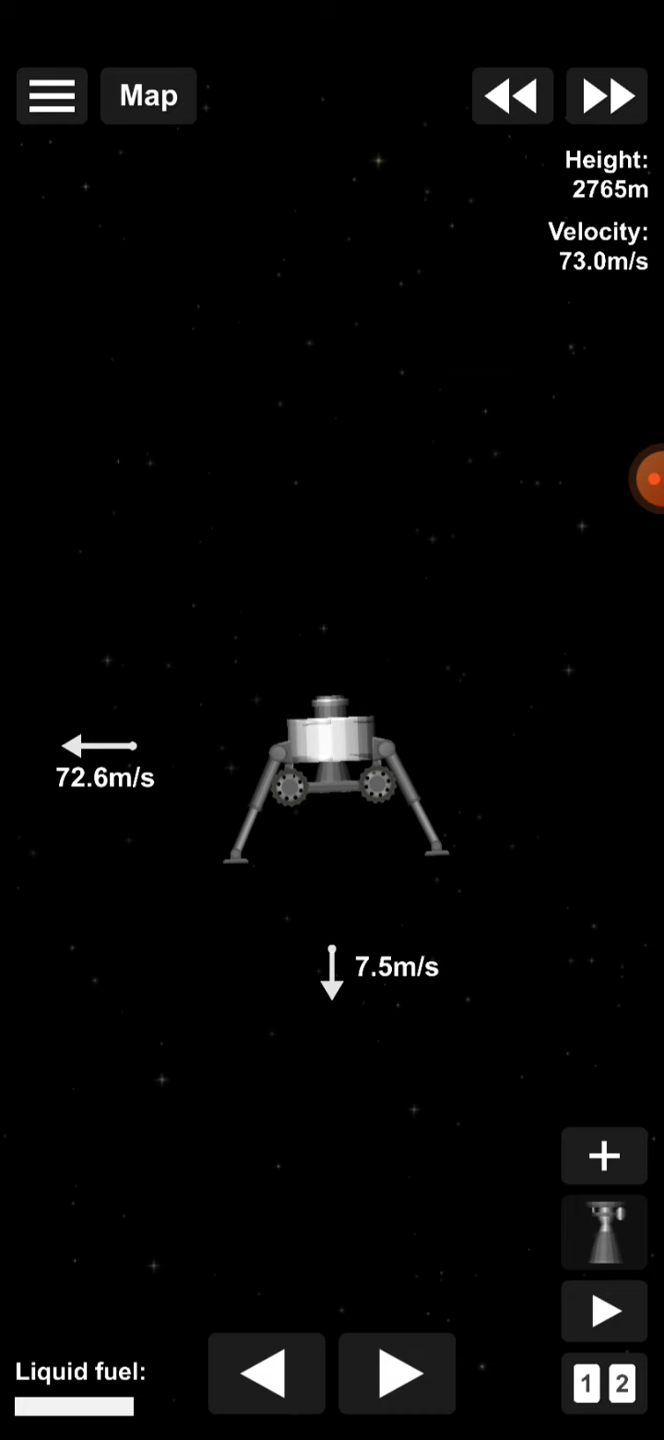 Map
Height:
2765m
Velocity:
73.0m/s
72.6m/s
7.5m/s
Liquid fuel:
1 2